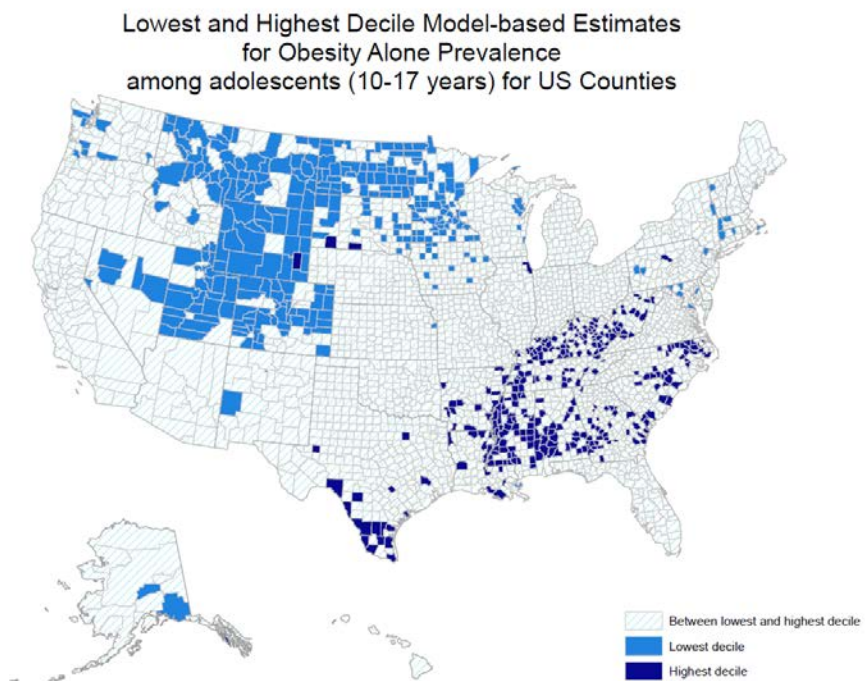 Lowest and Highest Decile Model-based Estimates
for Obesity Alone Prevalence
among adolescents (10-17 years) for US Counties
Between lowest and highest decile
Lowest decile
Highest decile